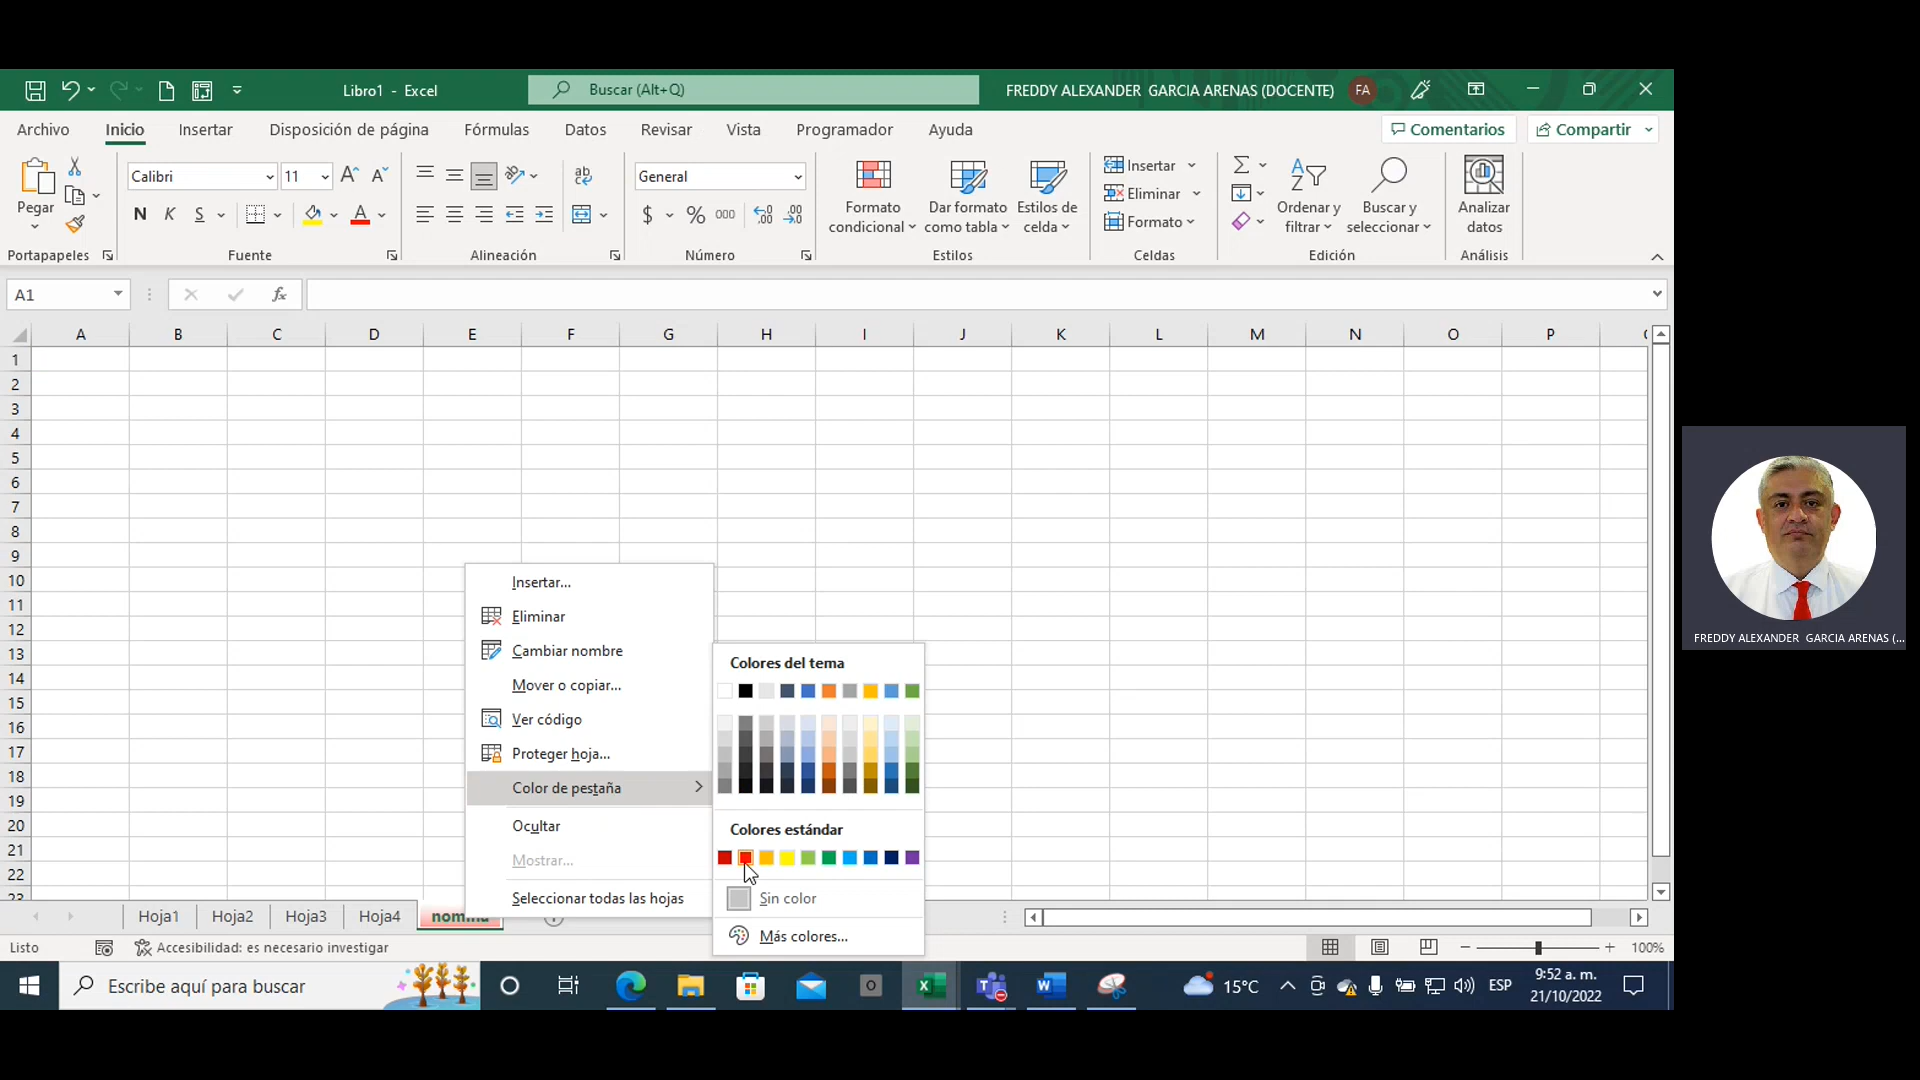 Libro1 - Excel
Buscar (Alt+Q)
FREDDY ALEXANDER GARCIA ARENAS (DOCENTE)
FA
Archivo
Inicio
Insertar
Disposición de página
Fórmulas
Datos
Revisar
Vista
Programador
Ayuda
Comentarios
Compartir
Pegar
Calibri
11
A A
N K S
A
ab
General
$ % 000
Formato condicional
Dar formato como tabla
Estilos de celda
Insertar
Eliminar
Formato
Ordenar y filtrar
Buscar y seleccionar
Analizar datos
Portapapeles
Fuente
Alineación
Número
Estilos
Celdas
Edición
Análisis
A1
fx
A B C D E F G H I J K L M N O P
1
2
3
4
5
6
7
8
9
10
11
12
13
14
15
16
17
18
19
20
21
22
23
Insertar...
Eliminar
Cambiar nombre
Mover o copiar...
Ver código
Proteger hoja...
Color de pestaña
Ocultar
Mostrar...
Seleccionar todas las hojas
Colores del tema
Colores estándar
Sin color
Más colores...
Hoja1
Hoja2
Hoja3
Hoja4
Listo
Accesibilidad: es necesario investigar
100%
Escribe aquí para buscar
15°C
ESP
9:52 a. m.
21/10/2022
FREDDY ALEXANDER GARCIA ARENAS (...